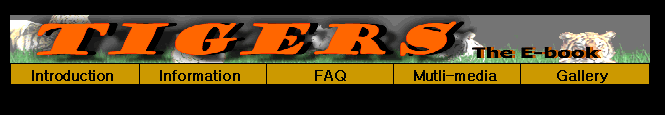 TIGERS The E-book
Introduction Information FAQ Mutli-media Gallery